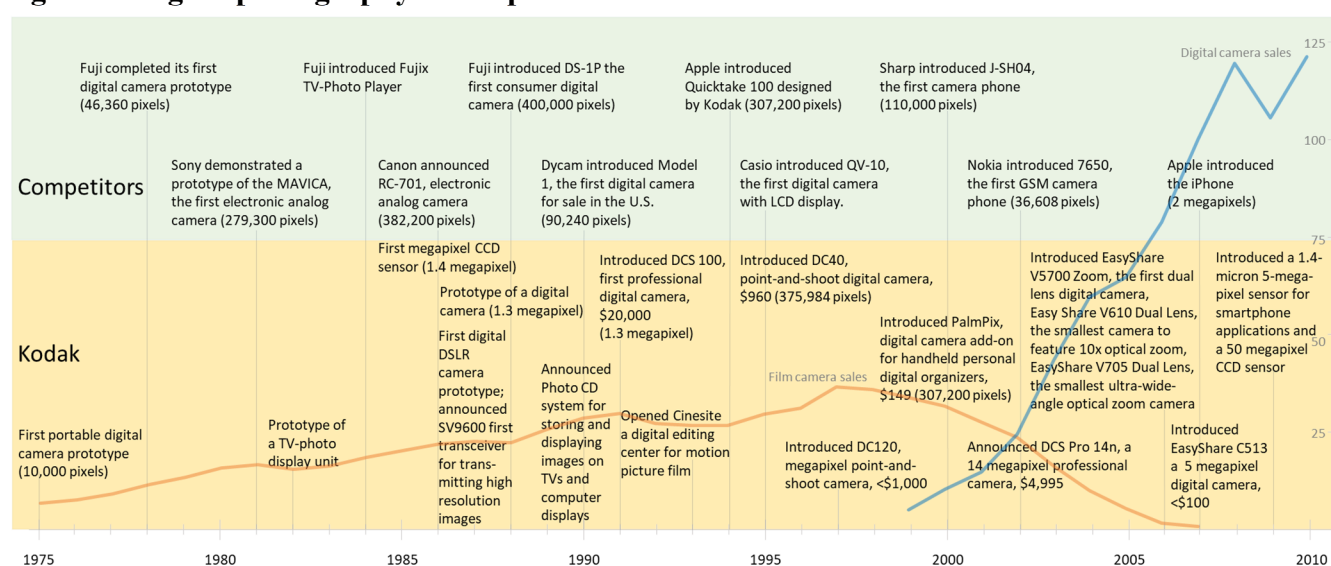 Fuji completed its first
digital camera prototype
(46,360 pixels)
Fuji introduced Fujix
TV-Photo Player
Fuji introduced DS-1P the
first consumer digital
camera (400,000 pixels)
Apple introduced
Quicktake 100 designed
by Kodak (307,200 pixels)
Sharp introduced J-SH04,
the first camera phone
(110,000 pixels)
Digital camera sales
125
100
Competitors
Sony demonstrated a
prototype of the MAVICA,
the first electronic analog
camera (279,300 pixels)
Canon announced
RC-701, electronic
analog camera
(382,200 pixels)
Dycam introduced Model
1, the first digital camera
for sale in the U.S.
(90,240 pixels)
Casio introduced QV-10,
the first digital camera
with LCD display.
Nokia introduced 7650,
the first GSM camera
phone (36,608 pixels)
Apple introduced
the iPhone
(2 megapixels)
75
Kodak
First portable digital
camera prototype
(10,000 pixels)
Prototype of
a TV-photo
display unit
First megapixel CCD
sensor (1.4 megapixel)
Prototype of a digital
camera (1.3 megapixel)
First digital
DSLR
camera
prototype;
announced
SV9600 first
transceiver
for trans-
mitting high
resolution
images
Announced
Photo CD
system for
storing and
displaying
images on
TVs and
computer
displays
Introduced DCS 100,
first professional
digital camera,
$20,000
(1.3 megapixel)
Opened Cinesite
a digital editing
center for motion
picture film
Introduced DC40,
point-and-shoot digital camera,
$960 (375,984 pixels)
Film camera sales
Introduced DC120,
megapixel point-and-
shoot camera, <$1,000
Introduced PalmPix,
digital camera add-on
for handheld personal
digital organizers,
$149 (307,200 pixels)
Announced DCS Pro 14n, a
14 megapixel professional
camera, $4,995
Introduced EasyShare
V5700 Zoom, the first dual
lens digital camera,
Easy Share V610 Dual Lens,
the smallest camera to
feature 10x optical zoom,
EasyShare V705 Dual Lens,
the smallest ultra-wide-
angle optical zoom camera
Introduced
EasyShare C513
a 5 megapixel
digital camera,
<$100
Introduced a 1.4-
micron 5-mega-
pixel sensor for
smartphone
applications and
a 50 megapixel
CCD sensor
50
25
1975
1980
1985
1990
1995
2000
2005
2010